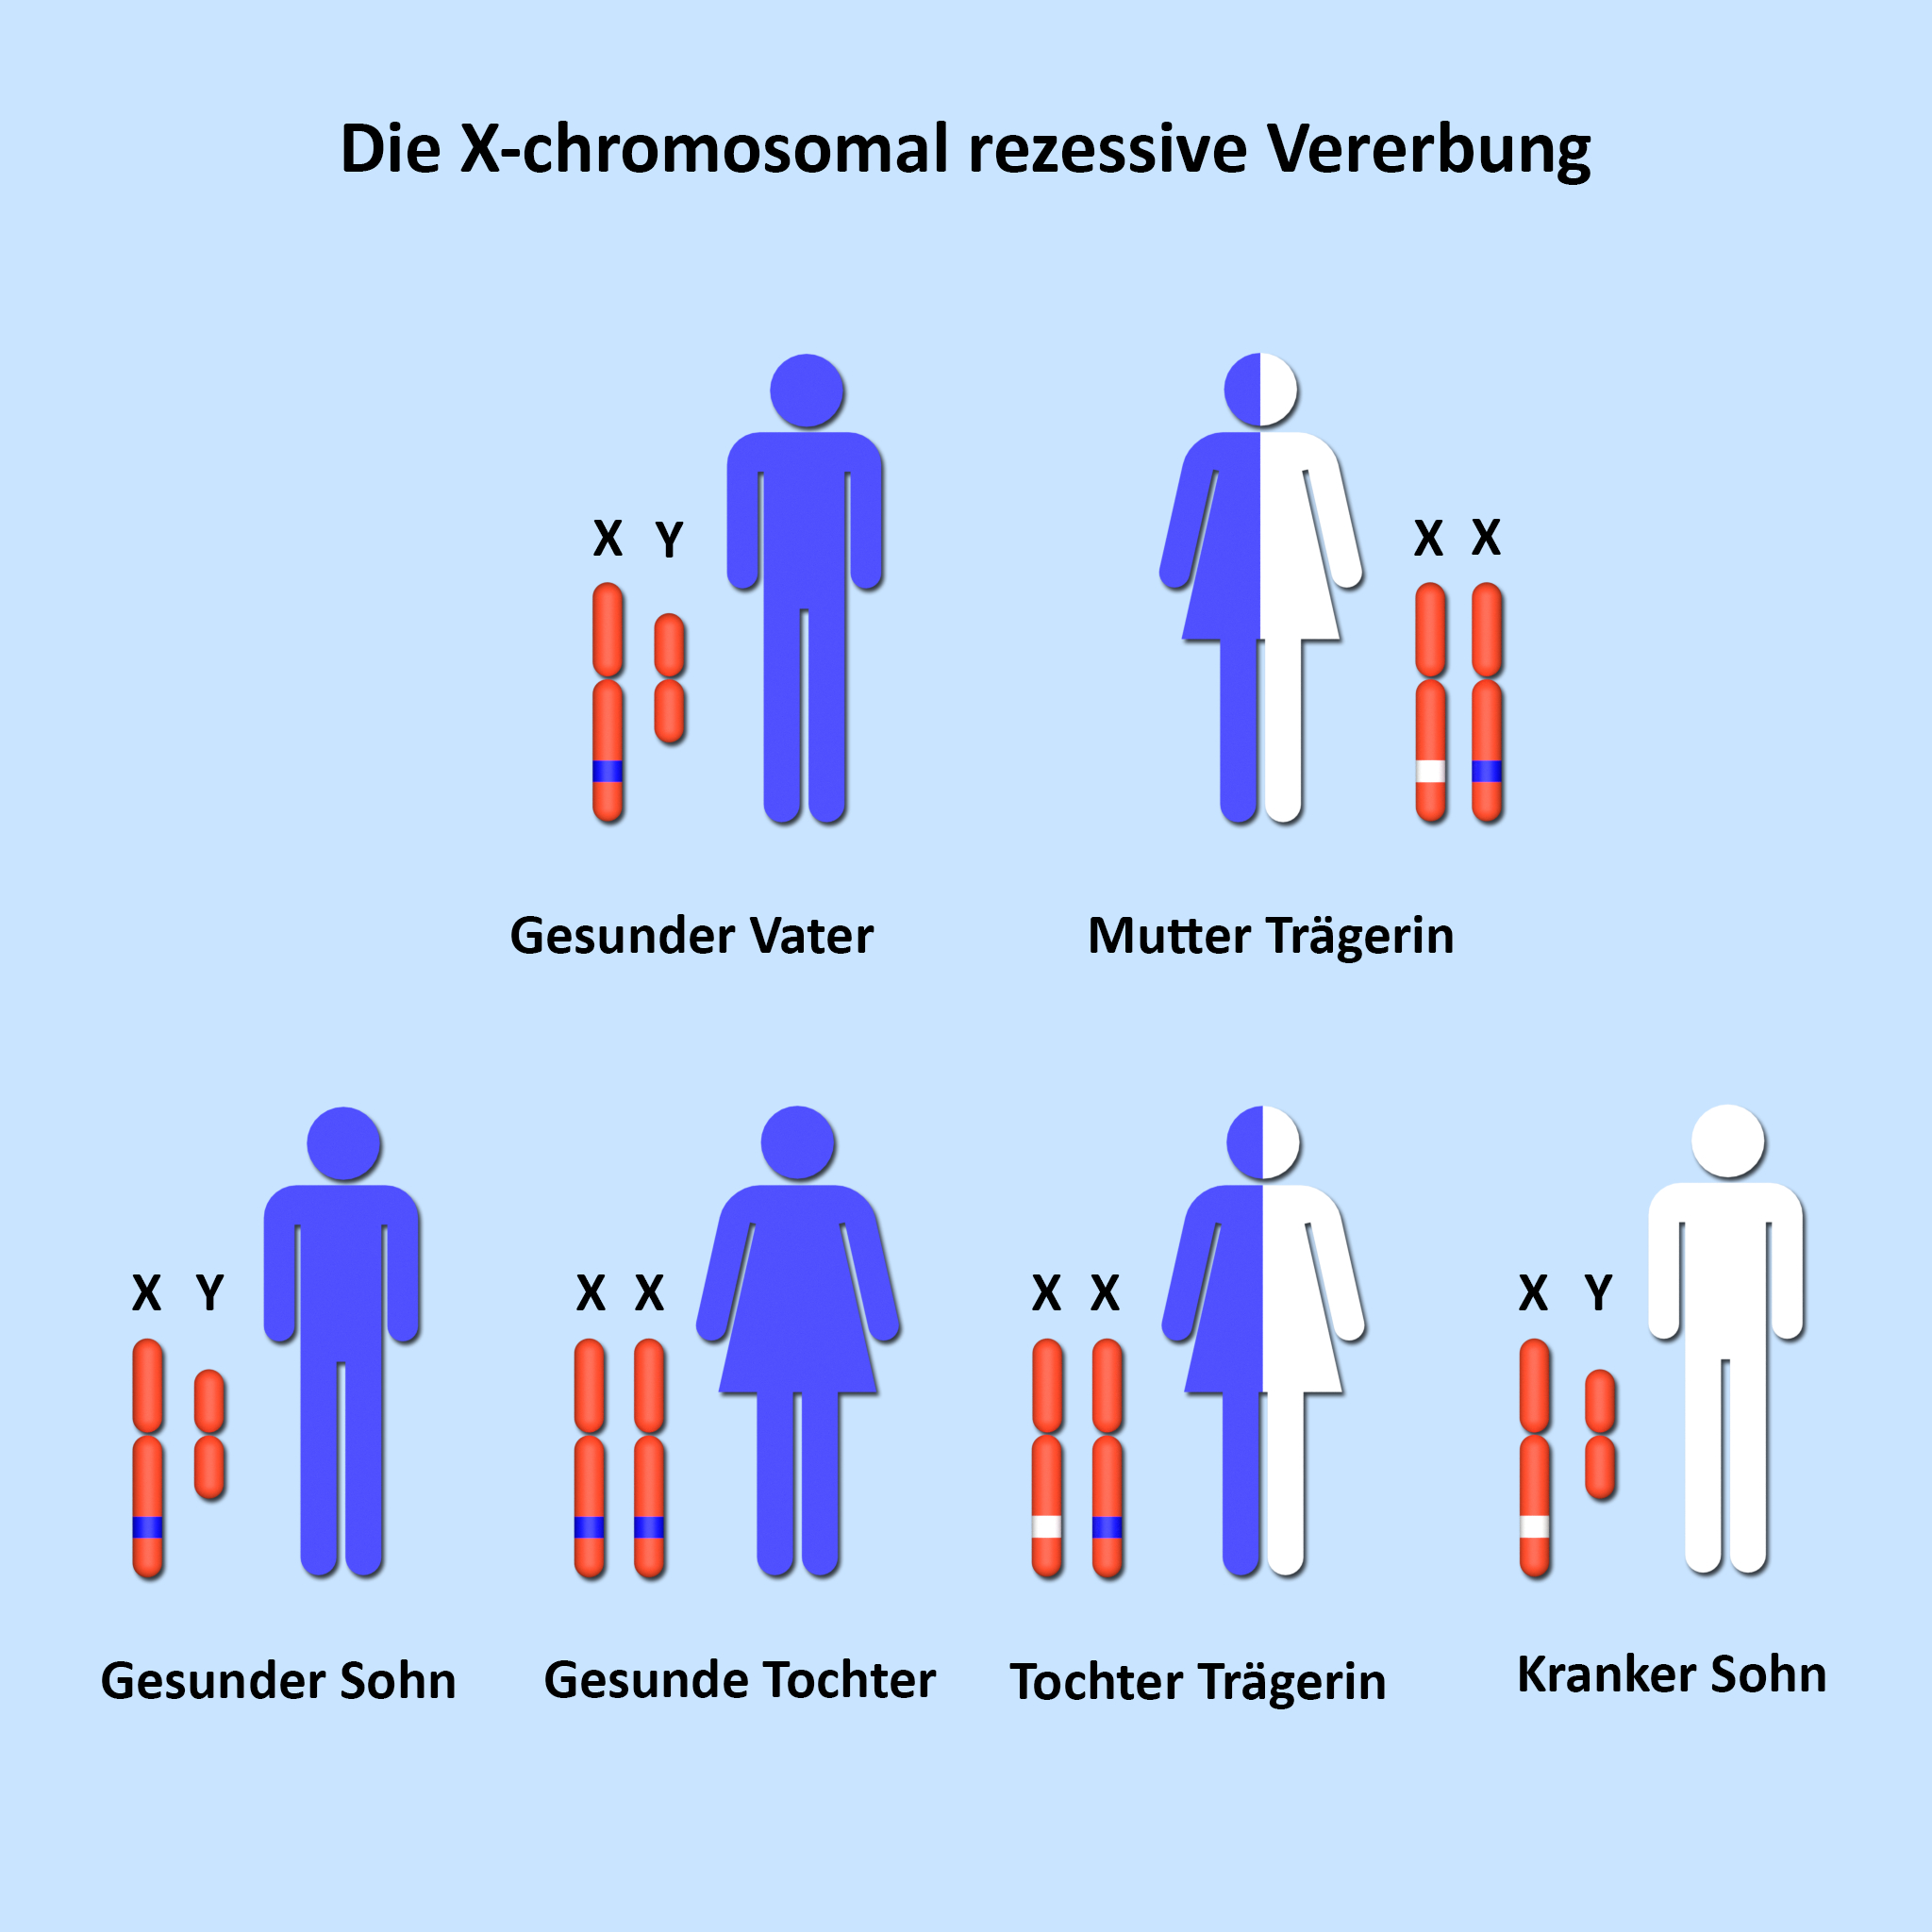 Die X-chromosomal rezessive Vererbung
X Y
X X
Gesunder Vater
Mutter Trägerin
X Y
X X
X X
X Y
Gesunder Sohn
Gesunde Tochter
Tochter Trägerin
Kranker Sohn